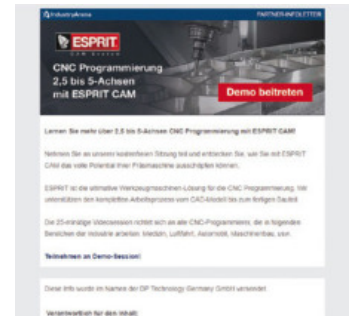 IndustryArena
PARTNER-INFOLETTER
ESPRIT
CAM SYSTEM
CNC Programmierung
2,5 bis 5-Achsen
mit ESPRIT CAM
Demo beitreten
Lernen Sie mehr über 2,5 bis 5-Achsen CNC Programmierung mit ESPRIT CAM!
Nehmen Sie an unserer kostenfreien Sitzung teil und entdecken Sie, wie Sie mit ESPRIT
CAM das volle Potential Ihrer Fräsmaschine ausschöpfen können.
ESPRIT ist die ultimative Werkzeugmaschinen-Lösung für die CNC Programmierung. Wir
unterstützen den kompletten Arbeitsprozess vom CAD-Modell bis zum fertigen Bauteil.
Die 25-minütige Videosession richtet sich an alle CNC-Programmierer, die in folgenden
Bereichen der Industrie arbeiten: Medizin, Luftfahrt, Automobil, Maschinenbau, usw.
Teilnehmen an Demo-Session!
Diese Info wurde im Namen der DP Technology Germany GmbH versendet.
Verantwortlich für den Inhalt: